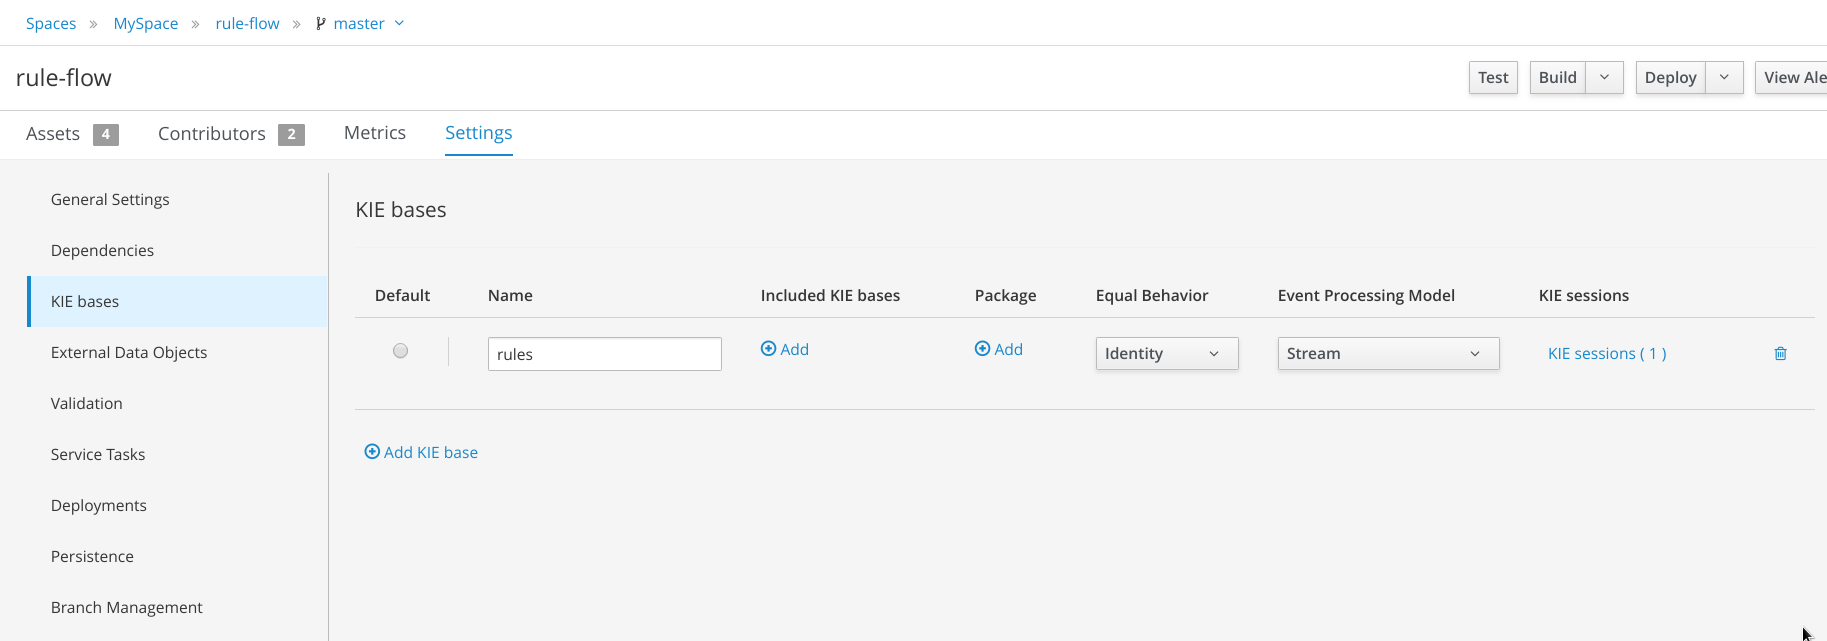 Spaces » MySpace » rule-flow » master
rule-flow
Test Build Deploy View Ale
Assets 4 Contributors 2 Metrics Settings
General Settings
Dependencies
KIE bases
External Data Objects
Validation
Service Tasks
Deployments
Persistence
Branch Management
KIE bases
Default Name Included KIE bases Package Equal Behavior Event Processing Model KIE sessions
rules Add Add Identity Stream KIE sessions ( 1 )
Add KIE base